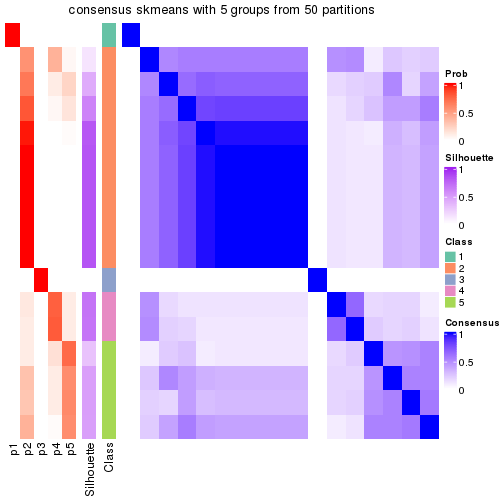 consensus skmeans with 5 groups from 50 partitions
Prob
1
0.5
0
Silhouette
1
0.5
0
Class
1
2
3
4
5
Consensus
1
0.5
0
p1
p2
p3
p4
p5
Silhouette
Class